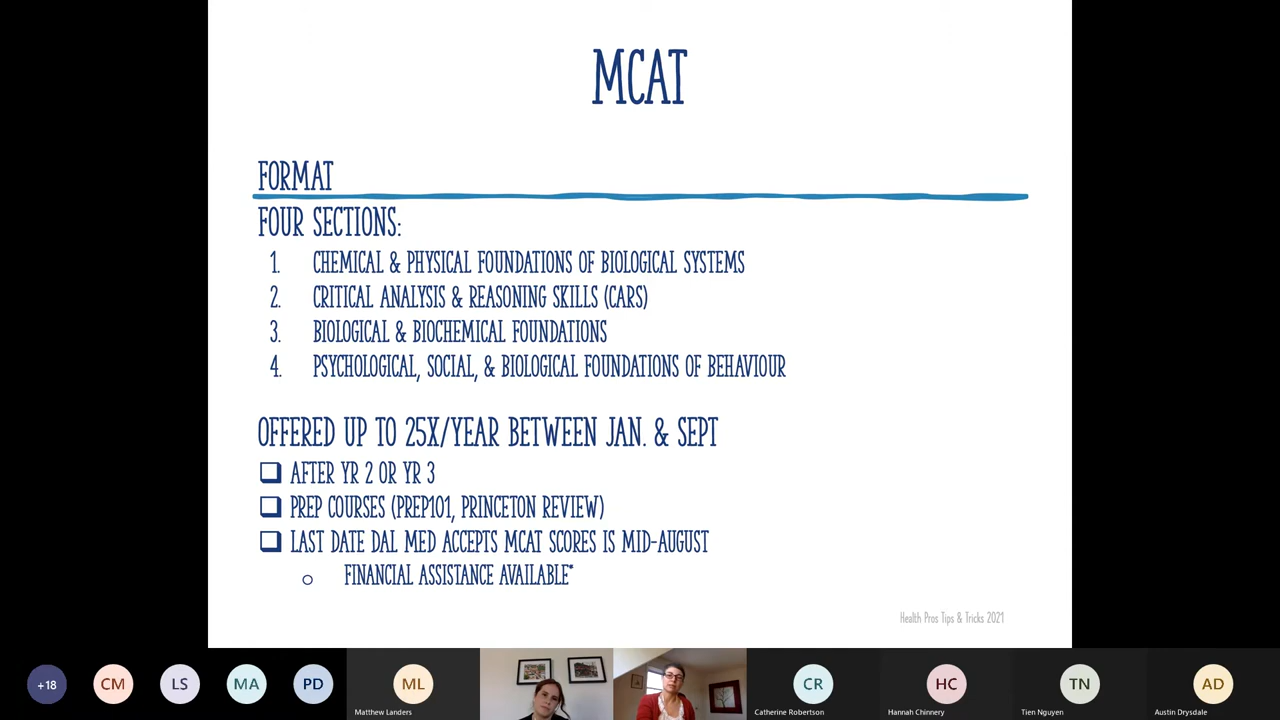 MCAT
FORMAT
FOUR SECTIONS:
1. CHEMICAL & PHYSICAL FOUNDATIONS OF BIOLOGICAL SYSTEMS
2. CRITICAL ANALYSIS & REASONING SKILLS (CARS)
3. BIOLOGICAL & BIOCHEMICAL FOUNDATIONS
4. PSYCHOLOGICAL, SOCIAL, & BIOLOGICAL FOUNDATIONS OF BEHAVIOUR
OFFERED UP TO 25X/YEAR BETWEEN JAN. & SEPT
AFTER YR 2 OR YR 3
PREP COURSES (PREP101, PRINCETON REVIEW)
LAST DATE DAL MED ACCEPTS MCAT SCORES IS MID-AUGUST
FINANCIAL ASSISTANCE AVAILABLE*
Health Pros Tips & Tricks 2021
+18 CM LS MA PD ML CR HC TN AD
Matthew Landers Catherine Robertson Hannah Chinnery Tien Nguyen Austin Drysdale